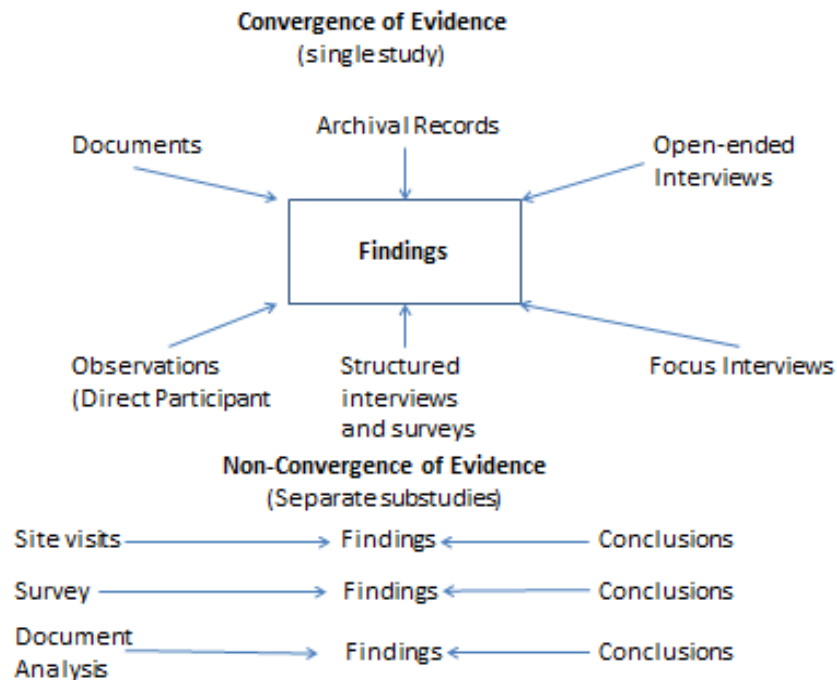 Convergence of Evidence
(single study)
Archival Records
Documents
Open-ended
Interviews
Findings
Observations
(Direct Participant
Structured
interviews
and surveys
Focus Interviews
Non-Convergence of Evidence
(Separate substudies)
Site visits Findings Conclusions
Survey Findings Conclusions
Document
Analysis Findings Conclusions